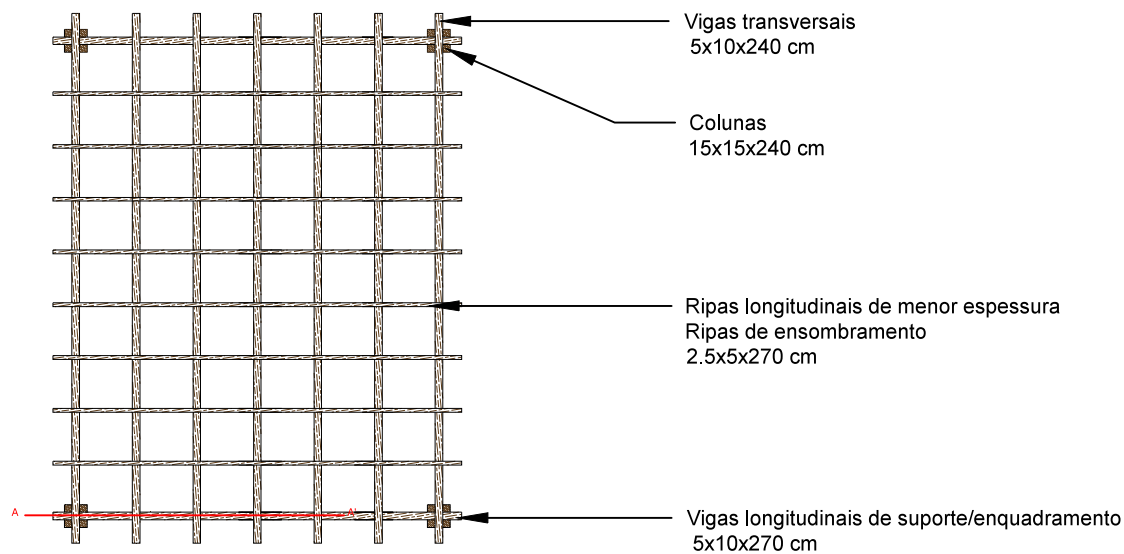 Vigas transversais
5x10x240 cm
Colunas
15x15x240 cm
Ripas longitudinais de menor espessura
Ripas de ensombramento
2.5x5x270 cm
A
A'
Vigas longitudinais de suporte/enquadramento
5x10x270 cm